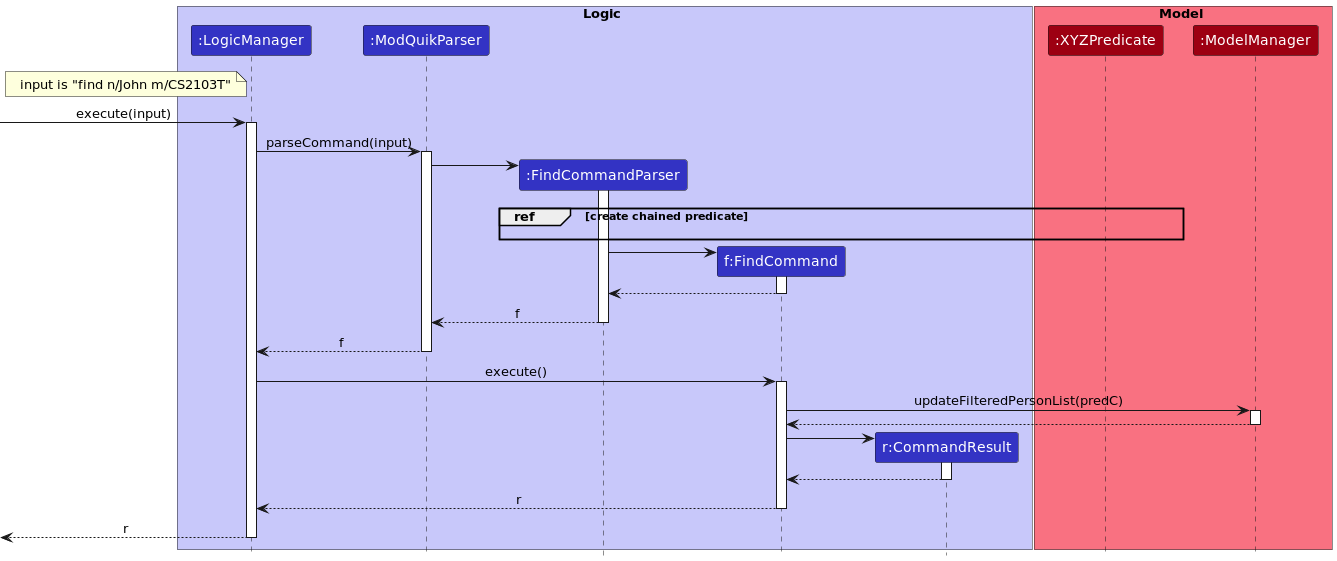 Logic
Model
:LogicManager
:ModQuikParser
:XYZPredicate
:ModelManager
input is "find n/John m/CS2103T"
execute(input)
parseCommand(input)
:FindCommandParser
ref
[create chained predicate]
f:FindCommand
f
f
execute()
updateFilteredPersonList(predC)
r:CommandResult
r
r